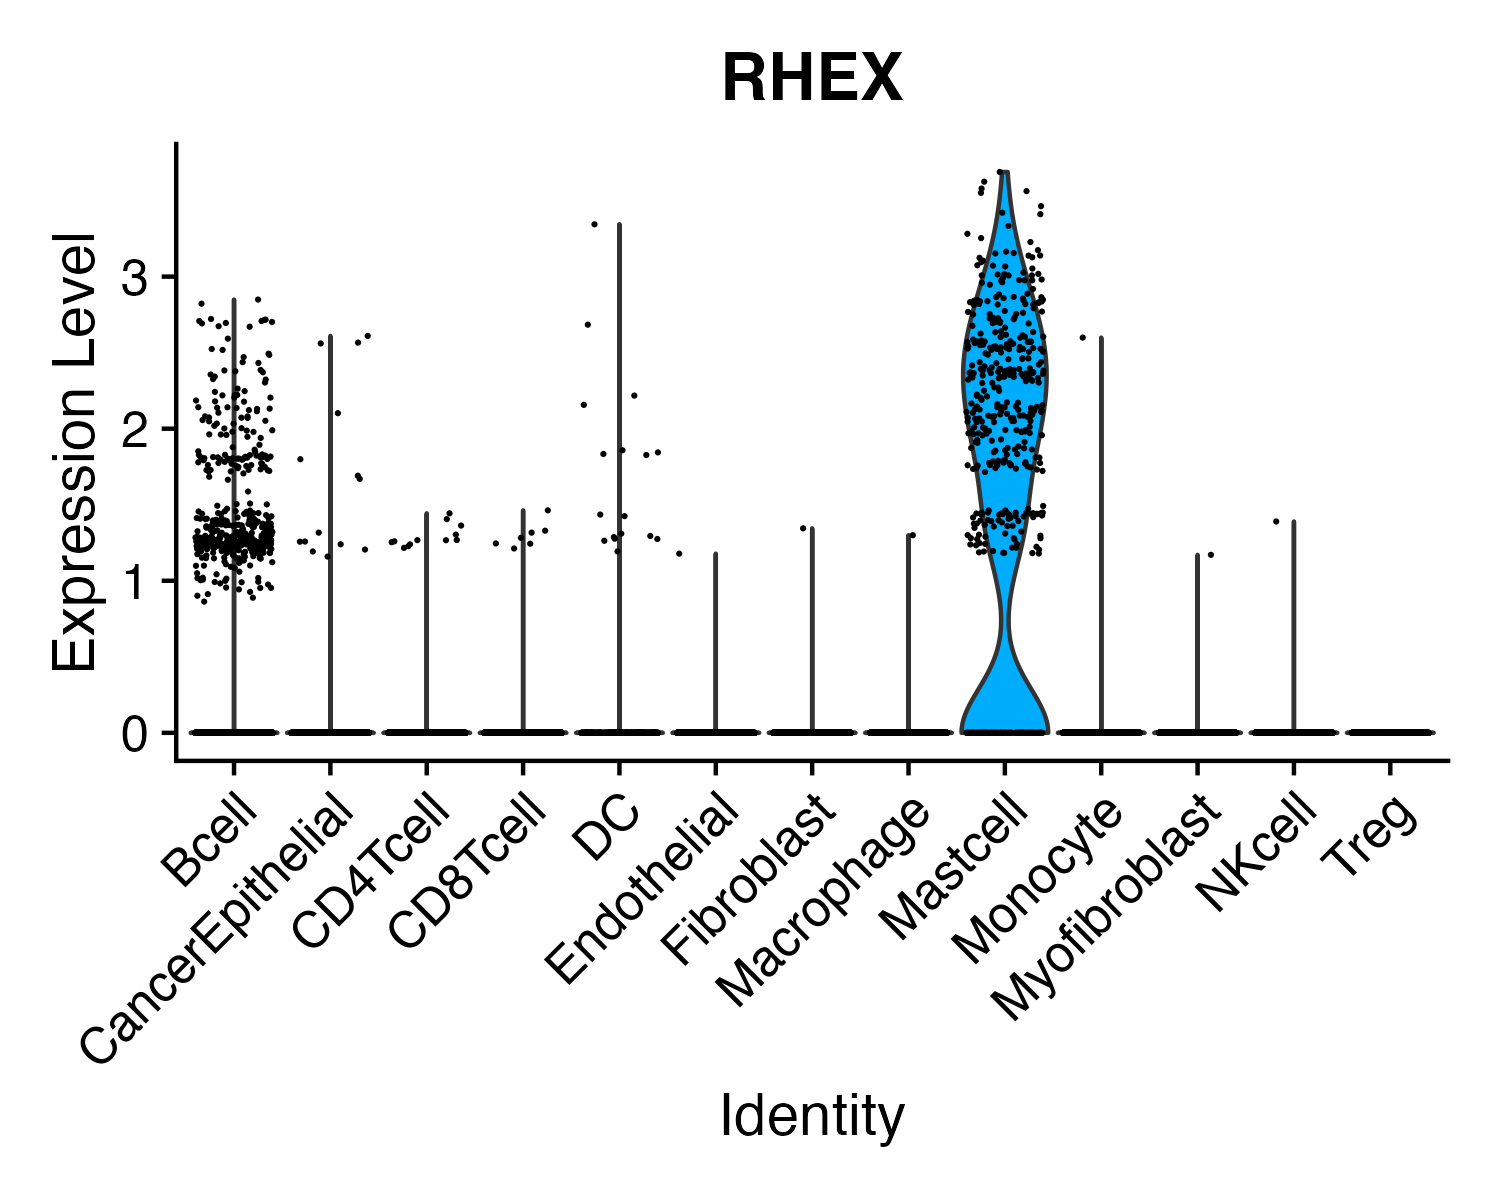 RHEX
Expression Level
3
2
1
0
Bcell
CancerEpithelial
CD4Tcell
CD8Tcell
DC
Endothelial
Fibroblast
Macrophage
Mastcell
Monocyte
Myofibroblast
NKcell
Treg
Identity